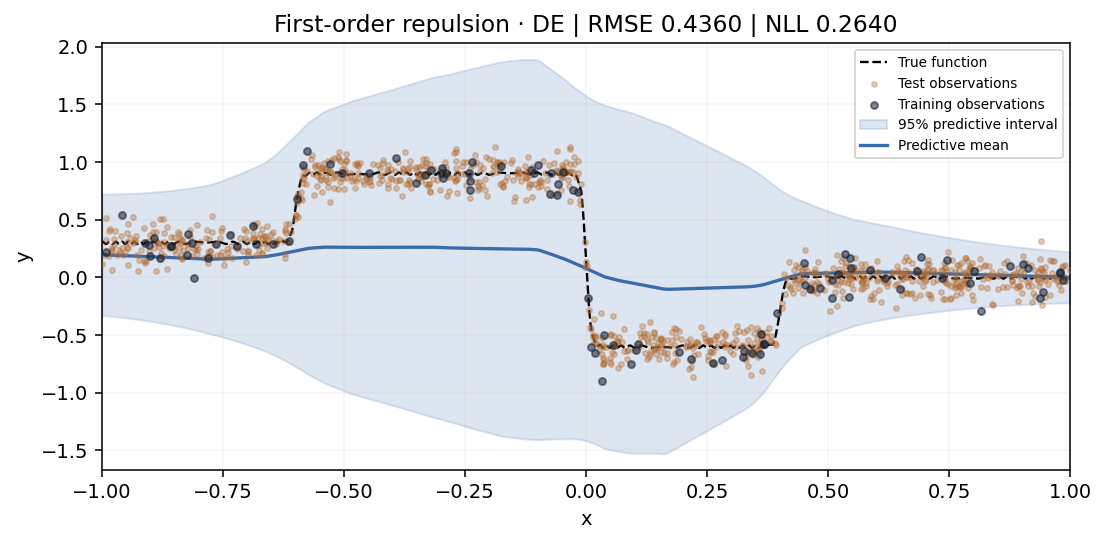 First-order repulsion · DE | RMSE 0.4360 | NLL 0.2640
True function
Test observations
Training observations
95% predictive interval
Predictive mean
y
2.0
1.5
1.0
0.5
0.0
−0.5
−1.0
−1.5
−1.00
−0.75
−0.50
−0.25
0.00
0.25
0.50
0.75
1.00
x